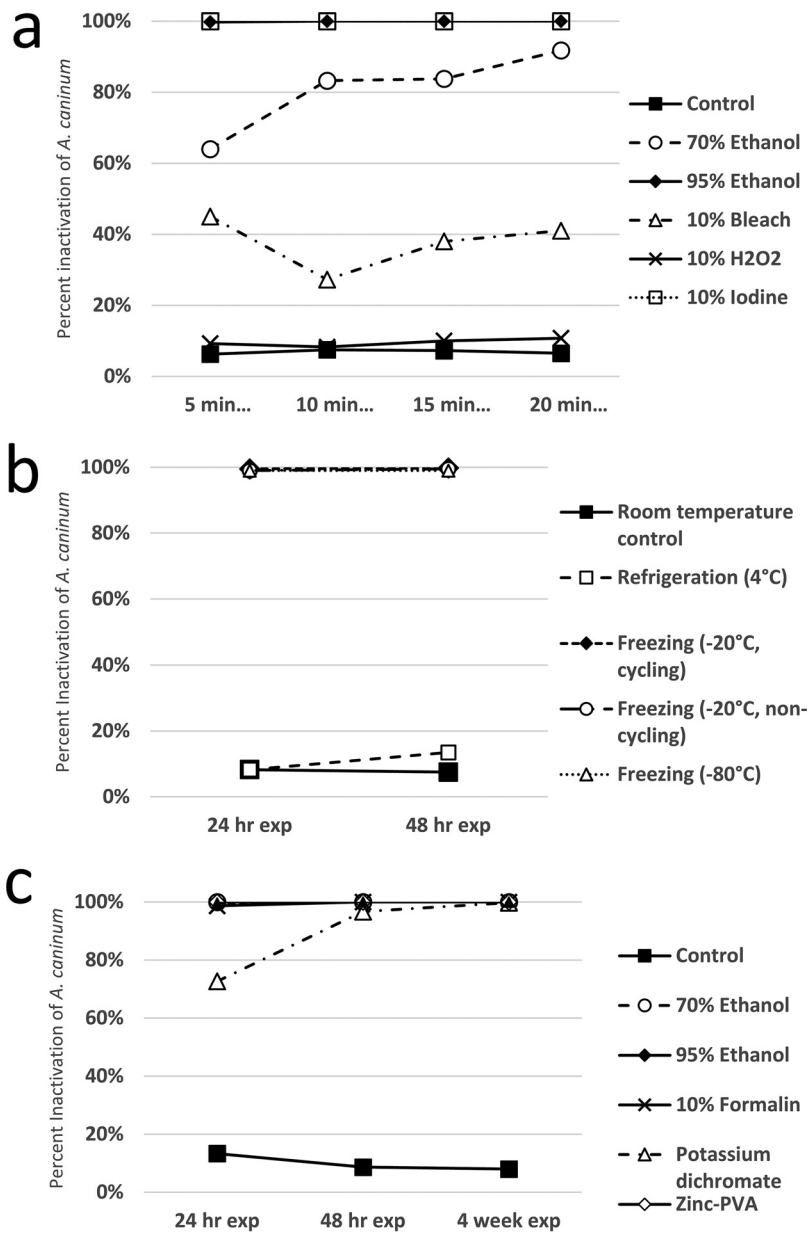 a
Percent inactivation of A. caninum
100%
80%
60%
40%
20%
0%
5 min...
10 min...
15 min...
20 min...
Control
70% Ethanol
95% Ethanol
10% Bleach
10% H2O2
10% Iodine
b
Percent Inactivation of A. caninum
100%
80%
60%
40%
20%
0%
24 hr exp
48 hr exp
Room temperature
control
Refrigeration (4°C)
Freezing (-20°C,
cycling)
Freezing (-20°C, non-
cycling)
Freezing (-80°C)
c
Percent Inactivation of A. caninum
100%
80%
60%
40%
20%
0%
24 hr exp
48 hr exp
4 week exp
Control
70% Ethanol
95% Ethanol
10% Formalin
Potassium
dichromate
Zinc-PVA